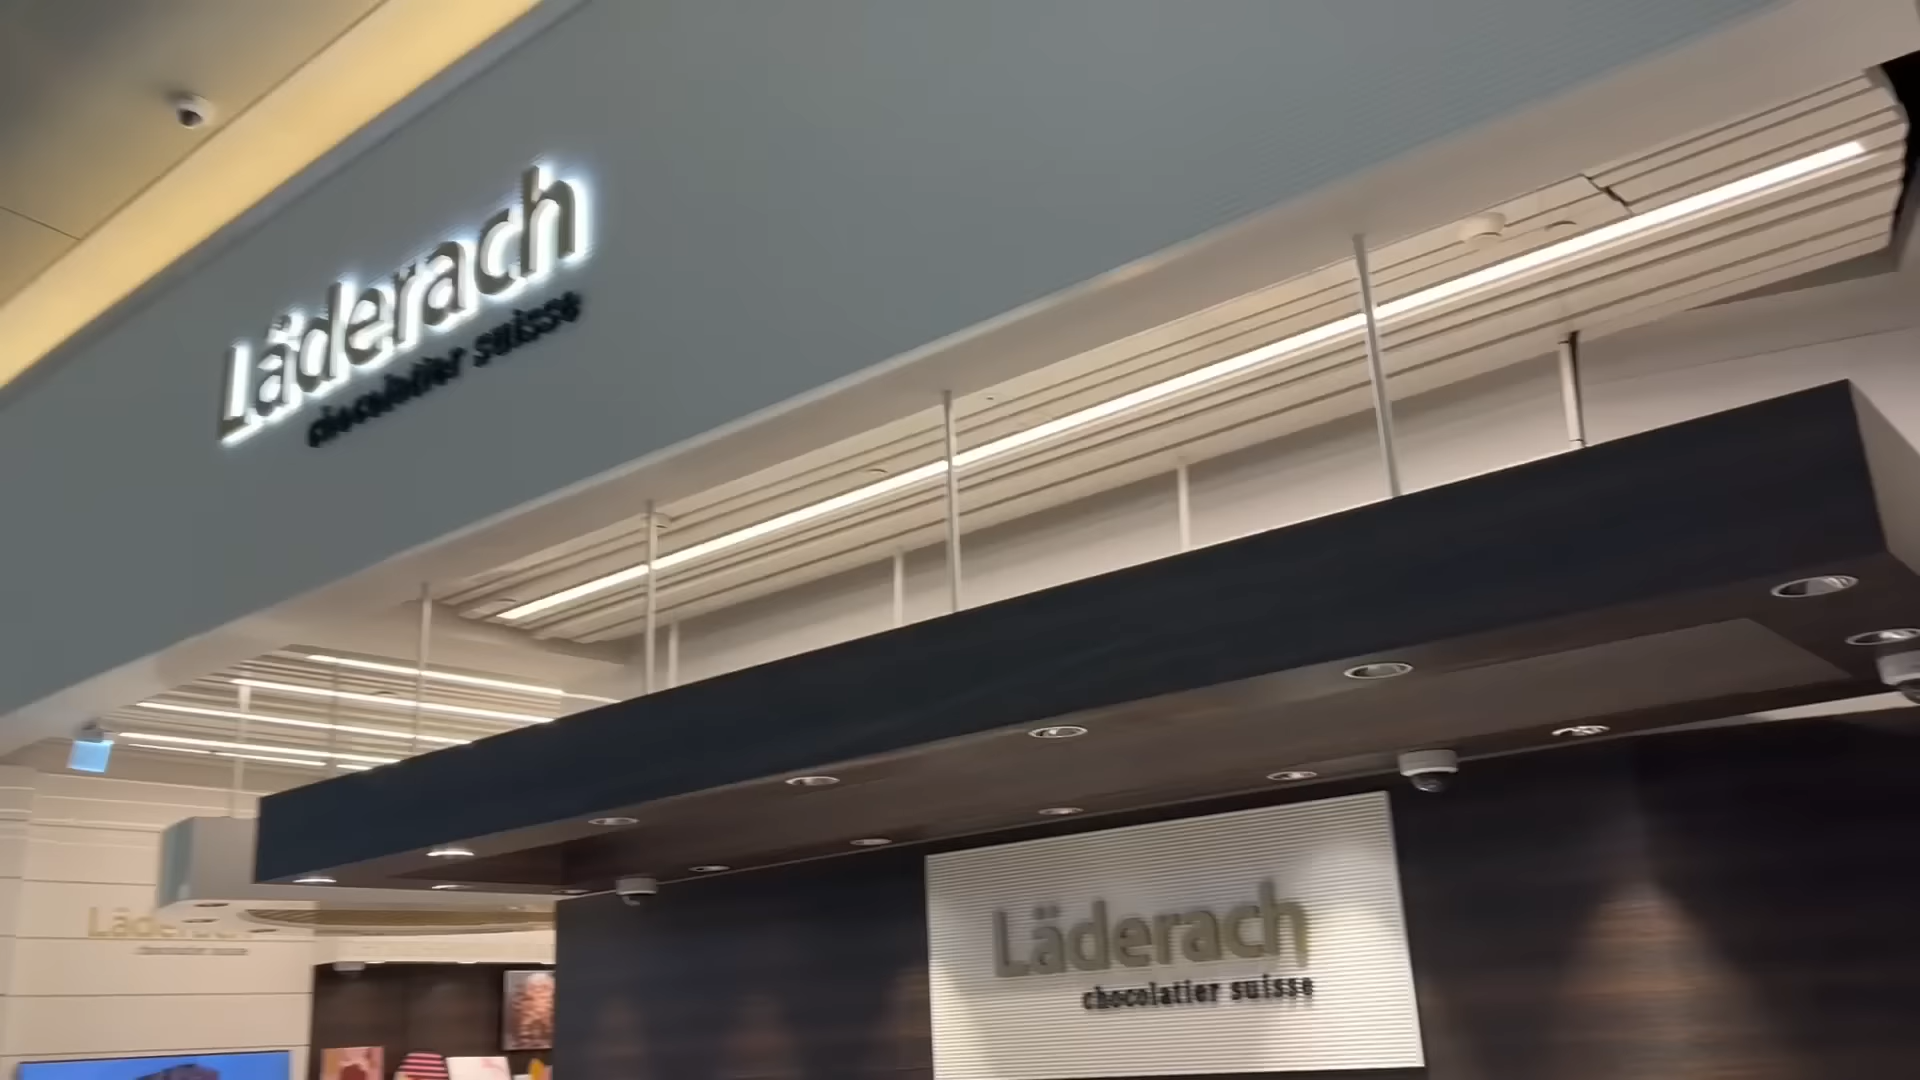 Läderach
chocolatier suisse
Läderach
chocolatier suisse